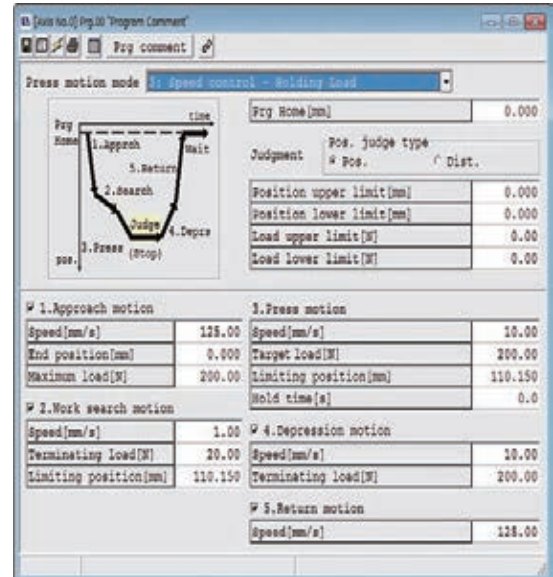 [Axis No.0] Prg.00 "Program Comment"
Prg comment
Press motion mode 3: Speed control - Holding Load
Prg Home
time
1.Approch
Wait
5.Return
2.Search
Judge
4.Deprs
3.Press
(Stop)
pos.
Prg Home[mm] 0.000
Judgment
Pos. judge type
Pos. Dist.
Position upper limit[mm] 0.000
Position lower limit[mm] 0.000
Load upper limit[N] 0.00
Load lower limit[N] 0.00
1.Approach motion
Speed[mm/s] 125.00
End position[mm] 0.000
Maximum load[N] 200.00
2.Work search motion
Speed[mm/s] 1.00
Terminating load[N] 20.00
Limiting position[mm] 110.150
3.Press motion
Speed[mm/s] 10.00
Target load[N] 200.00
Limiting position[mm] 110.150
Hold time[s] 0.0
4.Depression motion
Speed[mm/s] 10.00
Terminating load[N] 200.00
5.Return motion
Speed[mm/s] 125.00